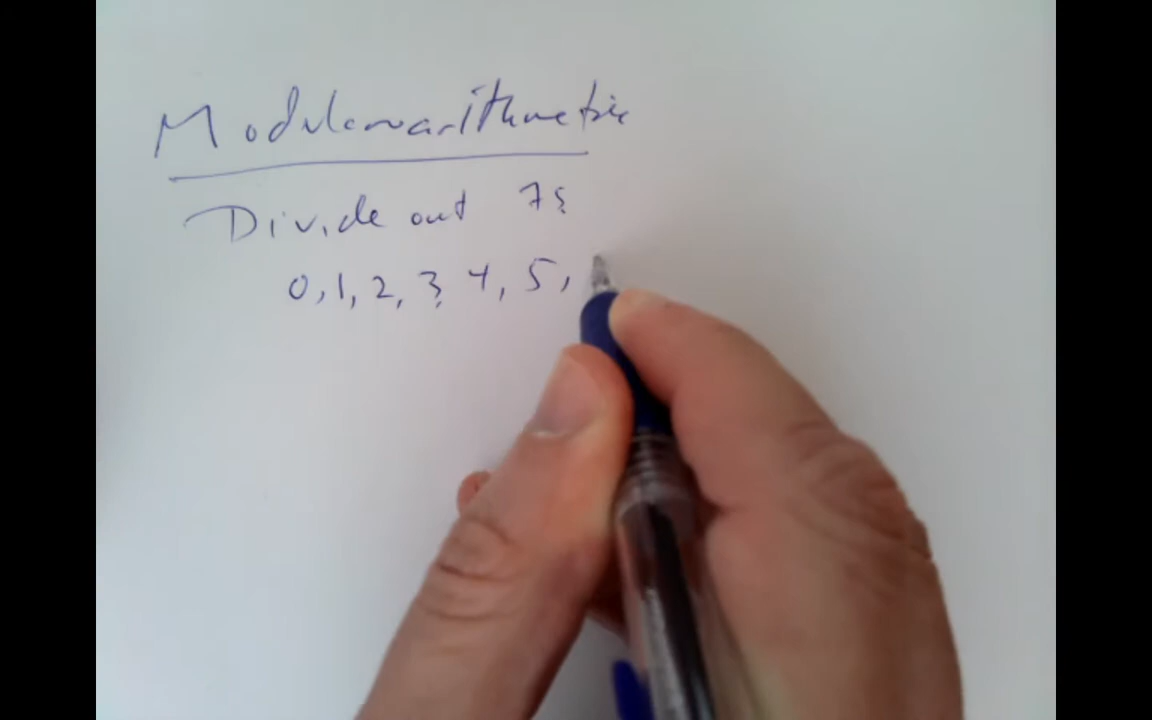 Modular arithmetic
Divide out 7s
0, 1, 2, 3, 4, 5,